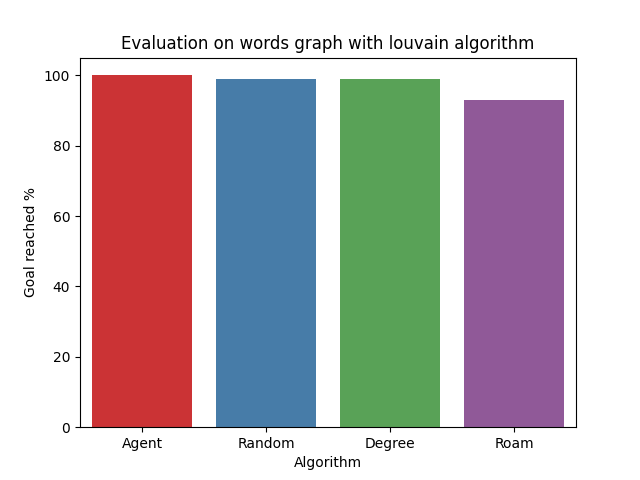 Evaluation on words graph with louvain algorithm
100
80
60
40
20
0
Goal reached %
Agent Random Degree Roam
Algorithm